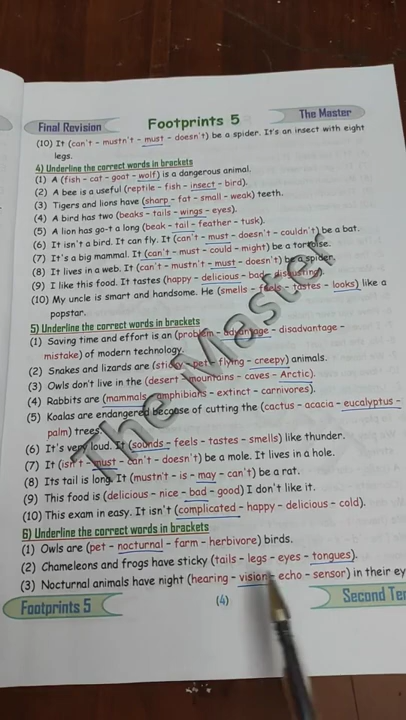 Final Revision Footprints 5 The Master
(10) It (can't - mustn't - must - doesn't) be a spider. It's an insect with eight
legs.
4) Underline the correct words in brackets
(1) A (fish - cat - goat - wolf) is a dangerous animal.
(2) A bee is a useful (reptile - fish - insect - bird).
(3) Tigers and lions have (sharp - fat - small - weak) teeth.
(4) A bird has two (beaks - tails - wings - eyes).
(5) A lion has go-t a long (beak - tail - feather - tusk).
(6) It isn't a bird. It can fly. It (can't - must - doesn't - couldn't) be a bat.
(7) It's a big mammal. It (can't - must - could - might) be a tortoise.
(8) It lives in a web. It (can't - mustn't - must - doesn't) be a spider.
(9) I like this food. It tastes (happy - delicious - bad - disgusting).
(10) My uncle is smart and handsome. He (smells - feels - tastes - looks) like a
popstar.
5) Underline the correct words in brackets
(1) Saving time and effort is an (problem - advantage - disadvantage -
mistake) of modern technology.
(2) Snakes and lizards are (sticky - pet - flying - creepy) animals.
(3) Owls don't live in the (desert - mountains - caves - Arctic).
(4) Rabbits are (mammals - amphibians - extinct - carnivores).
(5) Koalas are endangered because of cutting the (cactus - acacia - eucalyptus -
palm) trees.
(6) It's very loud. It (sounds - feels - tastes - smells) like thunder.
(7) It (isn't - must - can't - doesn't) be a mole. It lives in a hole.
(8) Its tail is long. It (mustn't - is - may - can't) be a rat.
(9) This food is (delicious - nice - bad - good) I don't like it.
(10) This exam in easy. It isn't (complicated - happy - delicious - cold).
6) Underline the correct words in brackets
(1) Owls are (pet - nocturnal - farm - herbivore) birds.
(2) Chameleons and frogs have sticky (tails - legs - eyes - tongues).
(3) Nocturnal animals have night (hearing - vision - echo - sensor) in their
Footprints 5 (4) Second
The Master